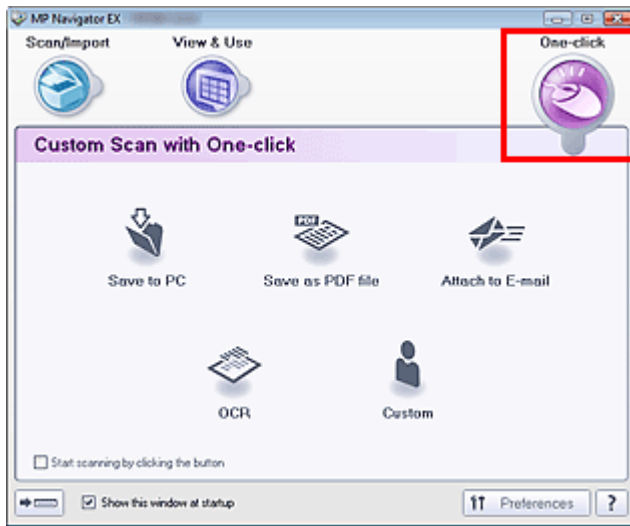 MP Navigator EX
Scan/Import View & Use One-click
Custom Scan with One-click
PDF
Save to PC Save as PDF file Attach to E-mail
OCR Custom
Start scanning by clicking the button
Show this window at startup Preferences ?